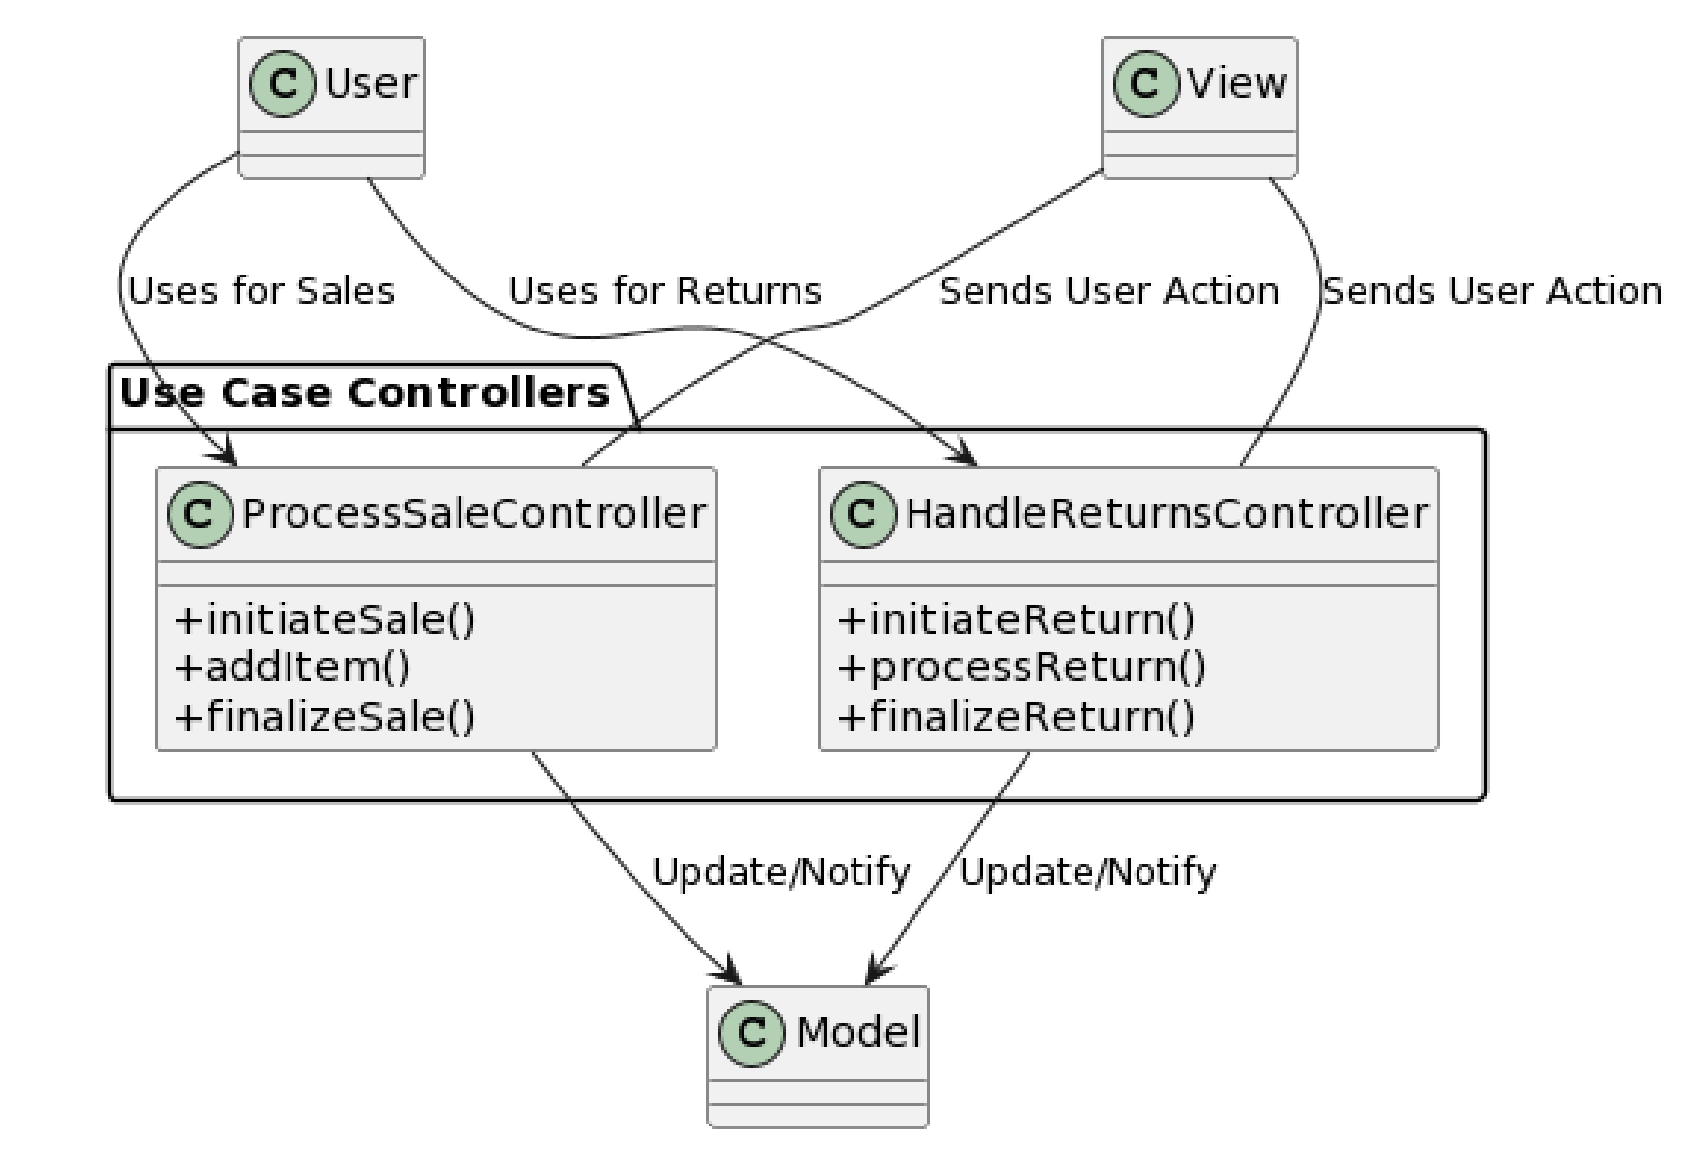 C User
C View
Uses for Sales
Uses for Returns
Sends User Action
Sends User Action
Use Case Controllers
C ProcessSaleController
+initiateSale()
+addItem()
+finalizeSale()
C HandleReturnsController
+initiateReturn()
+processReturn()
+finalizeReturn()
Update/Notify
Update/Notify
C Model